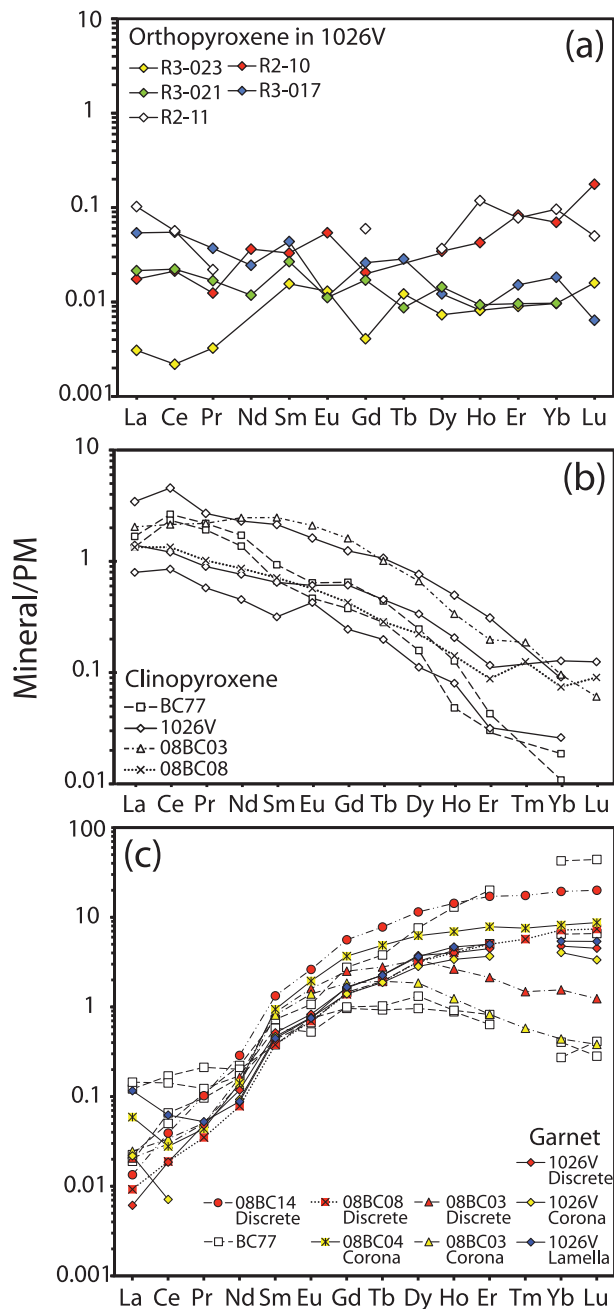 10
1
0.1
0.01
0.001
Orthopyroxene in 1026V
(a)
R3-023 R2-10
R3-021 R3-017
R2-11
La Ce Pr Nd Sm Eu Gd Tb Dy Ho Er Yb Lu
Mineral/PM
10
1
0.1
0.01
(b)
Clinopyroxene
BC77
1026V
08BC03
08BC08
La Ce Pr Nd Sm Eu Gd Tb Dy Ho Er Tm Yb Lu
100
10
1
0.1
0.01
0.001
(c)
Garnet
1026V
Discrete
08BC14 08BC08 08BC03 1026V
Discrete Discrete Discrete Corona
BC77 08BC04 08BC03 1026V
Corona Corona Lamella
La Ce Pr Nd Sm Eu Gd Tb Dy Ho Er Tm Yb Lu